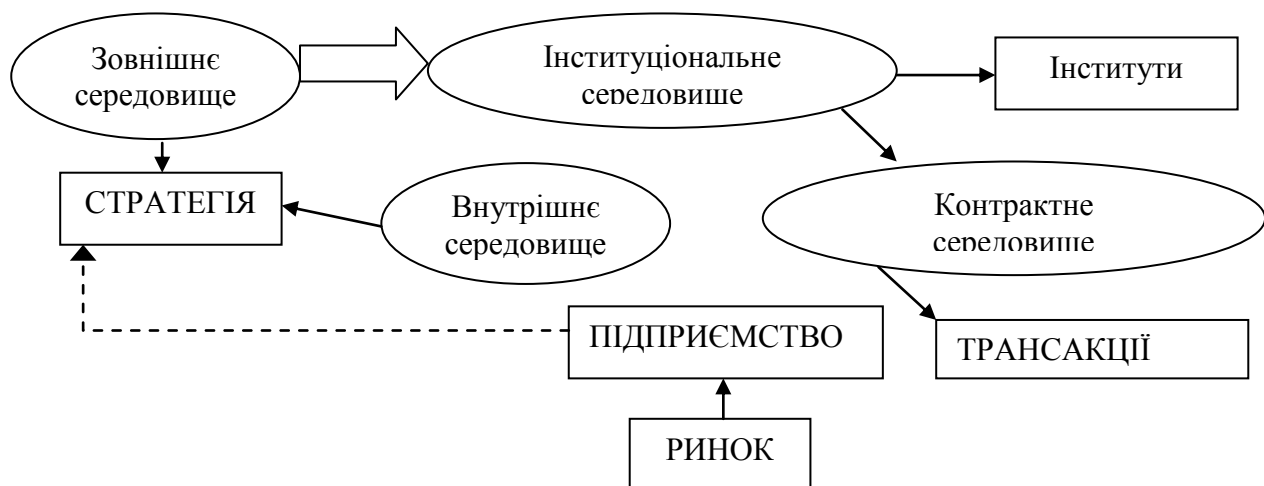 Зовнішнє
середовище
Інституціональне
середовище
Інститути
СТРАТЕГІЯ
Внутрішнє
середовище
Контрактне
середовище
ПІДПРИЄМСТВО
ТРАНСАКЦІЇ
РИНОК